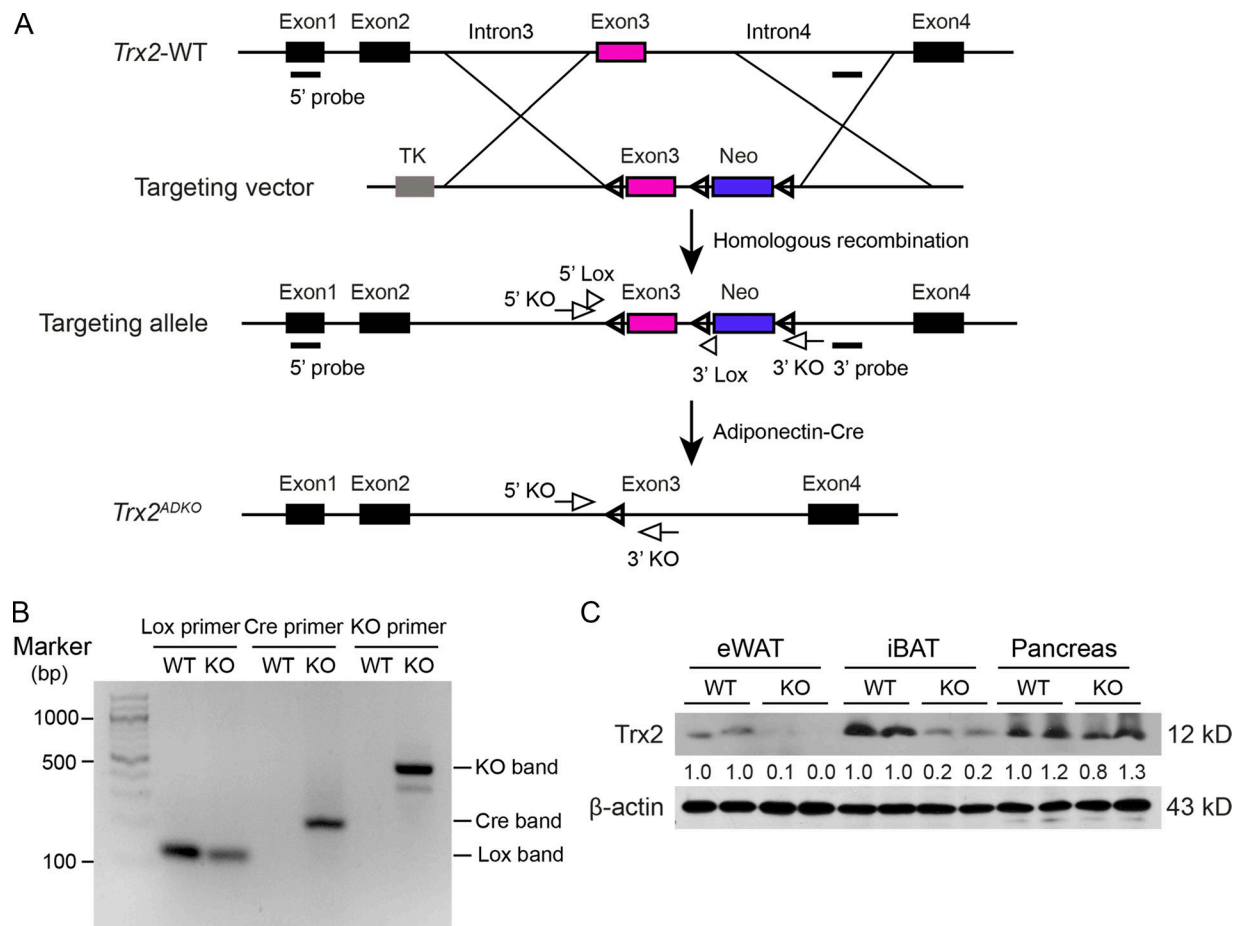 A
Exon1 Exon2 Intron3 Exon3 Intron4 Exon4
Trx2-WT
5’ probe
TK Exon3 Neo
Targeting vector
Homologous recombination
5’ Lox
5’ KO
Exon1 Exon2 Exon3 Neo Exon4
Targeting allele
5’ probe 3’ Lox 3’ KO 3’ probe
Adiponectin-Cre
Exon1 Exon2 5’ KO Exon3 Exon4
Trx2ADKO
3’ KO
B
Marker
(bp)
Lox primer Cre primer KO primer
WT KO WT KO WT KO
1000
500
100
KO band
Cre band
Lox band
C
eWAT iBAT Pancreas
WT KO WT KO WT KO
Trx2 12 kD
1.0 1.0 0.1 0.0 1.0 1.0 0.2 0.2 1.0 1.2 0.8 1.3
β-actin 43 kD